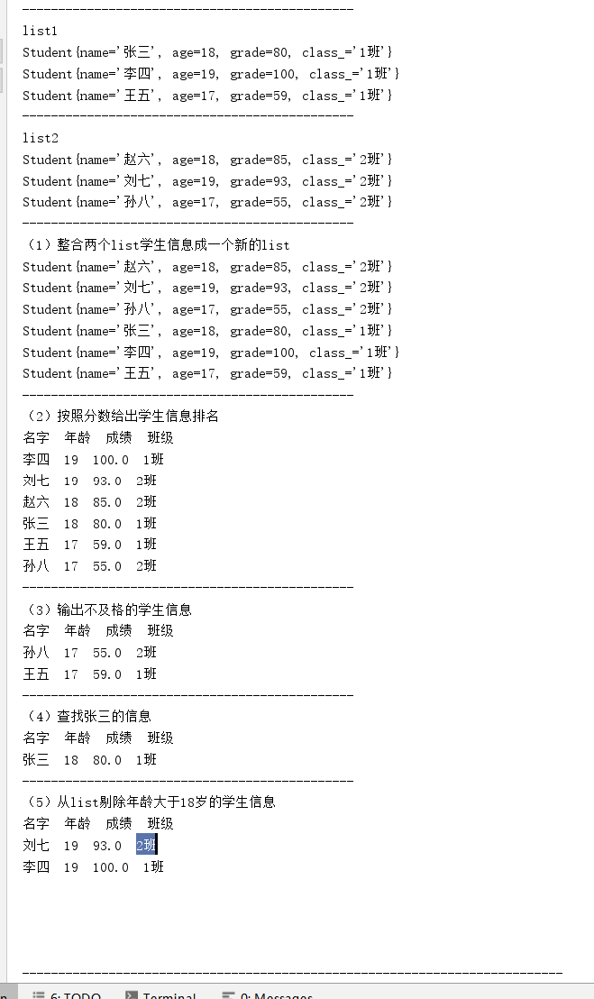 ----------------------------------------------
list1
Student{name='张三', age=18, grade=80, class_='1班'}
Student{name='李四', age=19, grade=100, class_='1班'}
Student{name='王五', age=17, grade=59, class_='1班'}
----------------------------------------------
list2
Student{name='赵六', age=18, grade=85, class_='2班'}
Student{name='刘七', age=19, grade=93, class_='2班'}
Student{name='孙八', age=17, grade=55, class_='2班'}
----------------------------------------------
（1）整合两个list学生信息成一个新的list
Student{name='赵六', age=18, grade=85, class_='2班'}
Student{name='刘七', age=19, grade=93, class_='2班'}
Student{name='孙八', age=17, grade=55, class_='2班'}
Student{name='张三', age=18, grade=80, class_='1班'}
Student{name='李四', age=19, grade=100, class_='1班'}
Student{name='王五', age=17, grade=59, class_='1班'}
----------------------------------------------
（2）按照分数给出学生信息排名
名字  年龄  成绩  班级
李四  19  100.0  1班
刘七  19  93.0  2班
赵六  18  85.0  2班
张三  18  80.0  1班
王五  17  59.0  1班
孙八  17  55.0  2班
----------------------------------------------
（3）输出不及格的学生信息
名字  年龄  成绩  班级
孙八  17  55.0  2班
王五  17  59.0  1班
----------------------------------------------
（4）查找张三的信息
名字  年龄  成绩  班级
张三  18  80.0  1班
----------------------------------------------
（5）从list剔除年龄大于18岁的学生信息
名字  年龄  成绩  班级
刘七  19  93.0  2班
李四  19  100.0  1班
---------------------------------------------------------------------------
6: TODO  Terminal  0: Messages